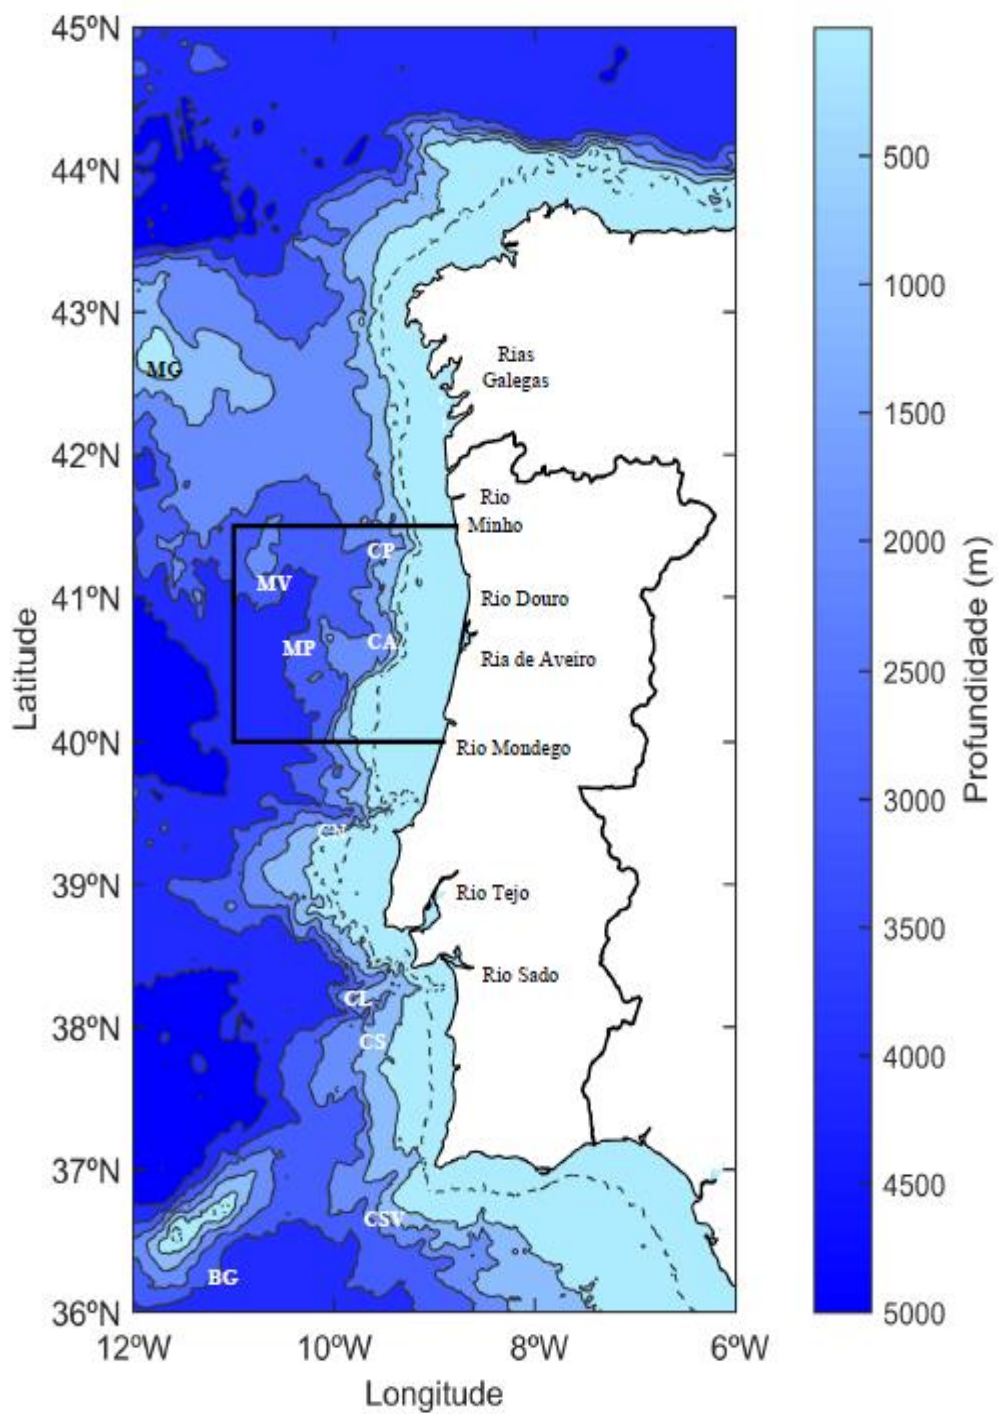 45ºN
44ºN
43ºN
42ºN
41ºN
40ºN
39ºN
38ºN
37ºN
36ºN
Latitude
12ºW
10ºW
8ºW
6ºW
Longitude
MG
Rias
Galegas
Rio
Minho
CP
MV
Rio Douro
MP
CA
Ria de Aveiro
Rio Mondego
CN
Rio Tejo
Rio Sado
CL
CS
CSV
BG
500
1000
1500
2000
2500
3000
3500
4000
4500
5000
Profundidade (m)